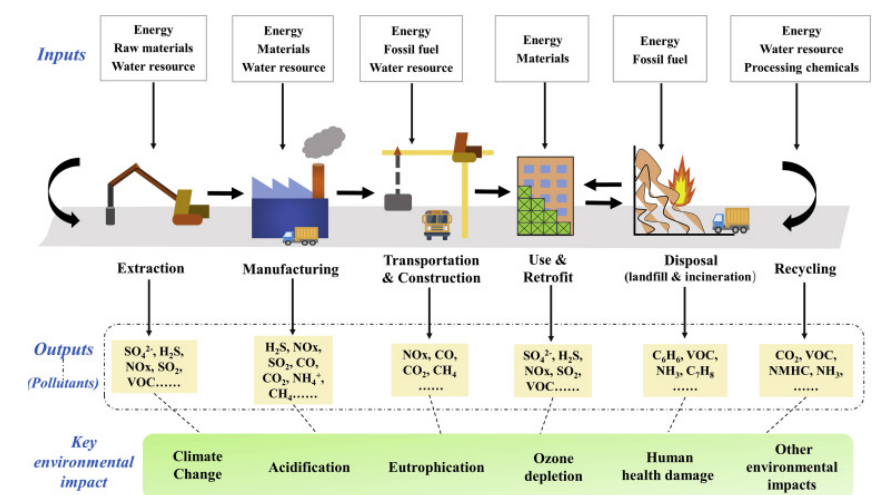 Inputs
Energy
Raw materials
Water resource
Energy
Materials
Water resource
Energy
Fossil fuel
Water resource
Energy
Materials
Energy
Fossil fuel
Energy
Water resource
Processing chemicals
Extraction
Manufacturing
Transportation
& Construction
Use &
Retrofit
Disposal
(landfill & incineration)
Recycling
Outputs
(Pollutants)
SO₄²⁻, H₂S,
NOx, SO₂,
VOC……
H₂S, NOx,
SO₂, CO,
CO₂, NH₄⁺,
CH₄……
NOx, CO,
CO₂, CH₄
……
SO₄²⁻, H₂S,
NOx, SO₂,
VOC……
C₆H₆, VOC,
NH₃, C₇H₈
……
CO₂, VOC,
NMHC, NH₃,
……
Key
environmental
impact
Climate
Change
Acidification
Eutrophication
Ozone
depletion
Human
health damage
Other
environmental
impacts